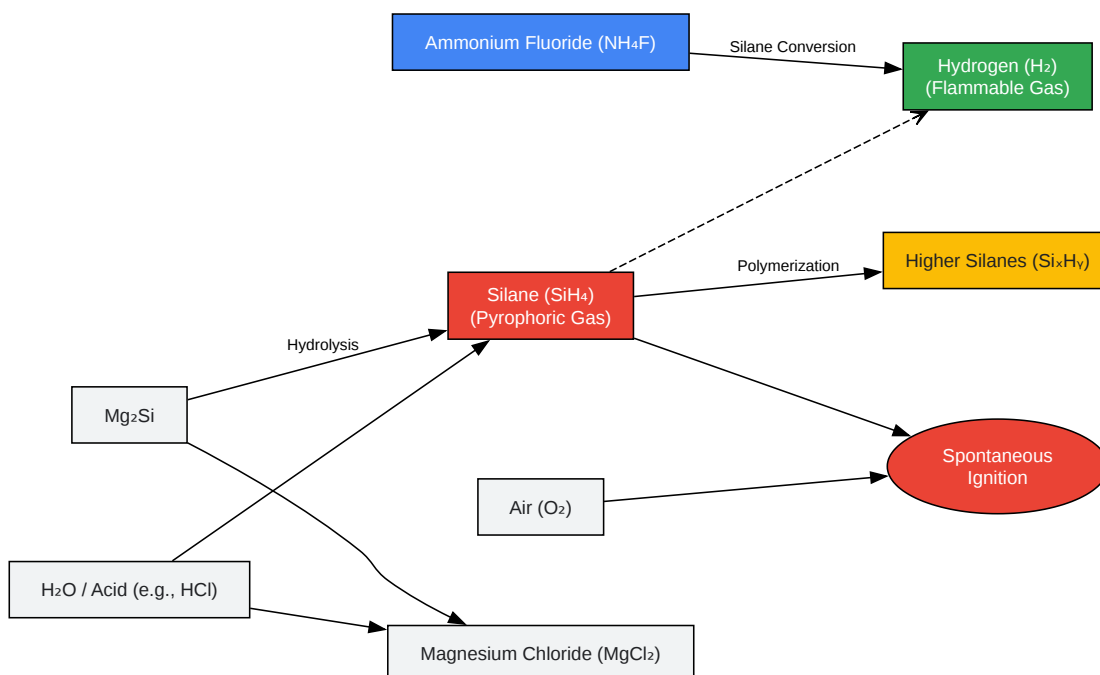 Ammonium Fluoride (NH₄F)
Silane Conversion
Hydrogen (H₂)
(Flammable Gas)
Polymerization
Higher Silanes (SiₓHᵧ)
Silane (SiH₄)
(Pyrophoric Gas)
Hydrolysis
Mg₂Si
Spontaneous
Ignition
Air (O₂)
H₂O / Acid (e.g., HCl)
Magnesium Chloride (MgCl₂)